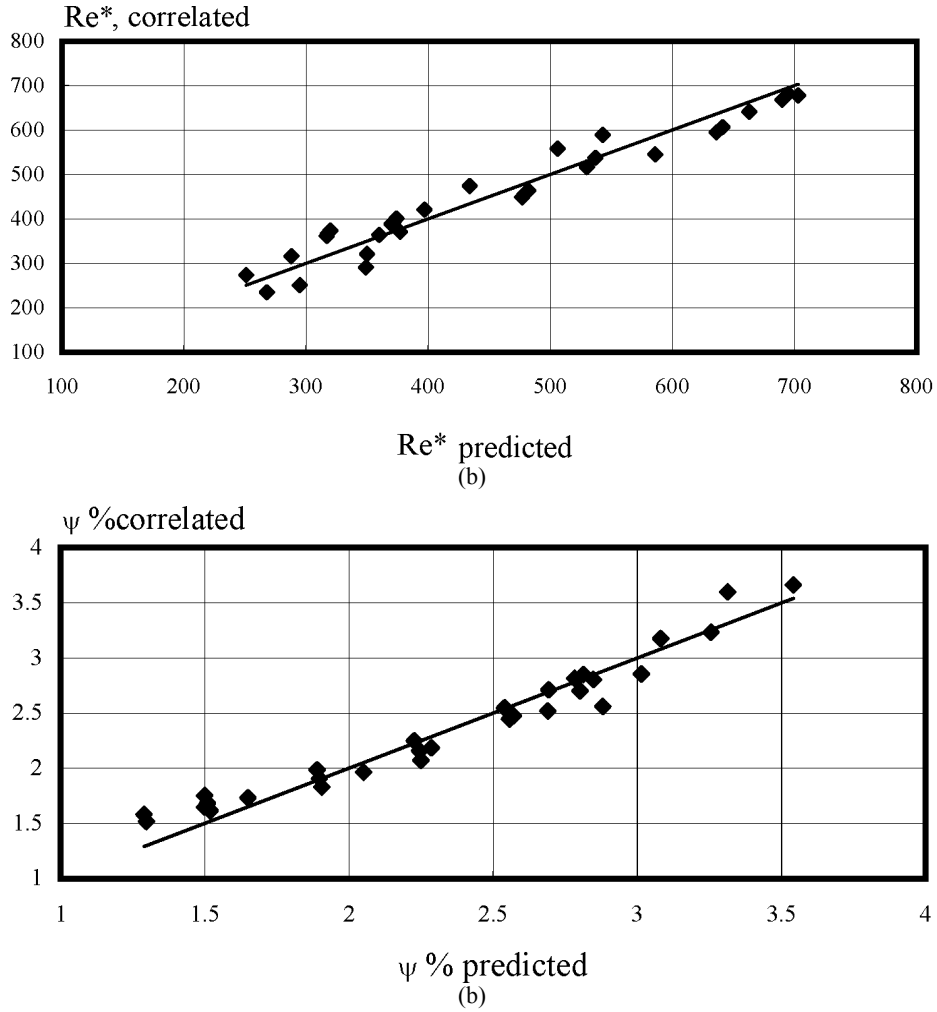 Re*, correlated
800
700
600
500
400
300
200
100
100 200 300 400 500 600 700 800
Re* predicted
(b)
ψ %correlated
4
3.5
3
2.5
2
1.5
1
1 1.5 2 2.5 3 3.5 4
ψ % predicted
(b)